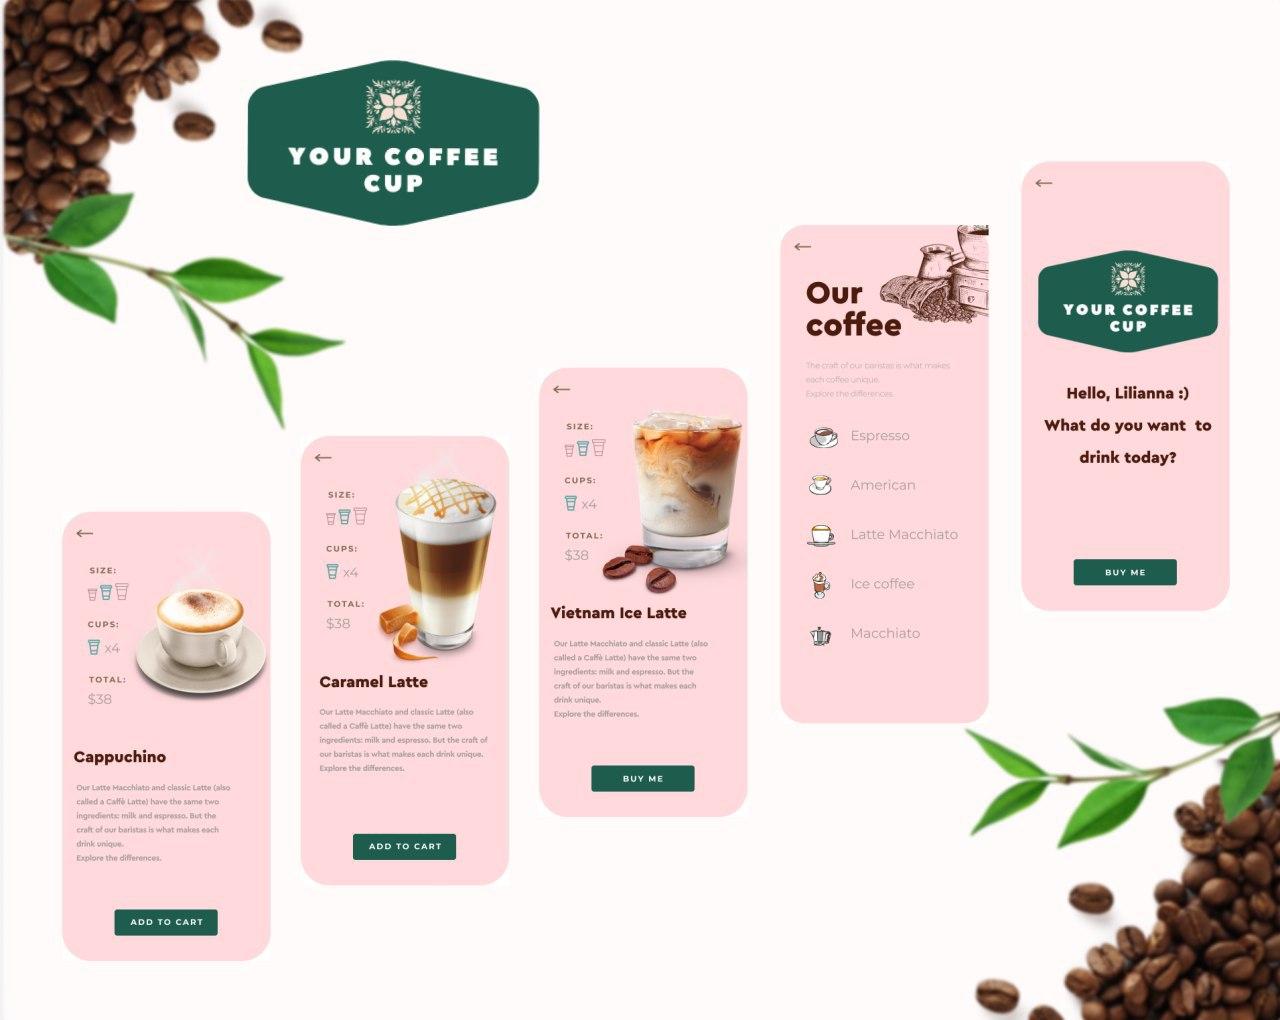 YOUR COFFEE
CUP
SIZE:
CUPS:
x4
TOTAL:
$38
Cappuchino
Our Latte Macchiato and classic Latte (also
called a Caffè Latte) have the same two
ingredients: milk and espresso. But the
craft of our baristas is what makes each
drink unique.
Explore the differences.
ADD TO CART
SIZE:
CUPS:
x4
TOTAL:
$38
Caramel Latte
Our Latte Macchiato and classic Latte (also
called a Caffè Latte) have the same two
ingredients: milk and espresso. But the craft of
our baristas is what makes each drink unique.
Explore the differences.
ADD TO CART
SIZE:
CUPS:
x4
TOTAL:
$38
Vietnam Ice Latte
Our Latte Macchiato and classic Latte (also
called a Caffè Latte) have the same two
ingredients: milk and espresso. But the
craft of our baristas is what makes each
drink unique.
Explore the differences.
BUY ME
Our
coffee
The craft of our baristas is what makes
each coffee unique.
Explore the differences.
Espresso
American
Latte Macchiato
Ice coffee
Macchiato
YOUR COFFEE
CUP
Hello, Lilianna :)
What do you want to
drink today?
BUY ME